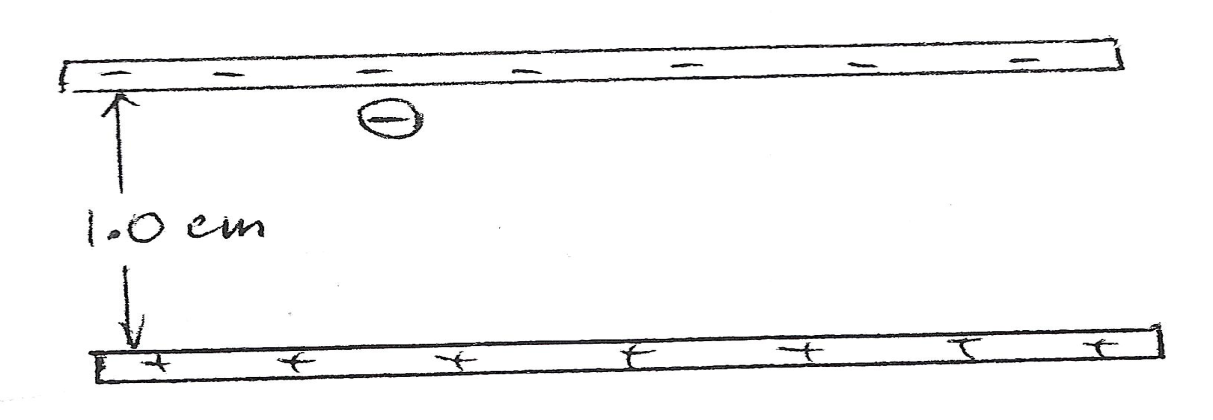 - - - - - - -
-
1.0 cm
+ + + + + + +